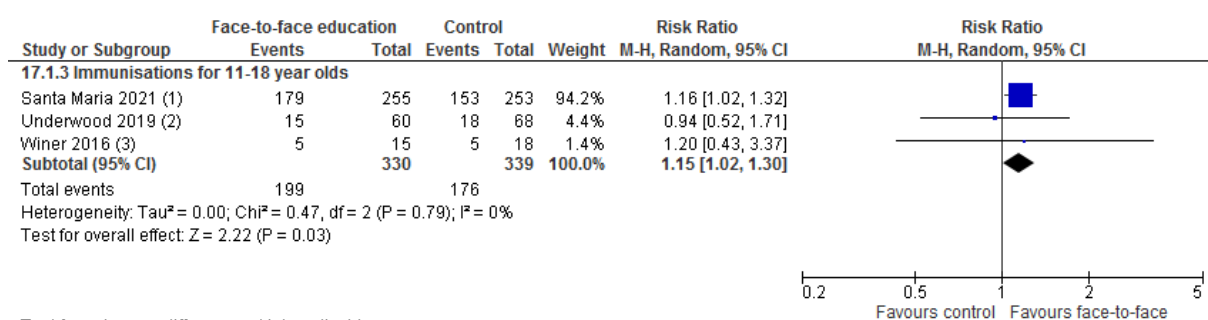 Face-to-face education Control Risk Ratio Risk Ratio
Study or Subgroup Events Total Events Total Weight M-H, Random, 95% CI M-H, Random, 95% CI
17.1.3 Immunisations for 11-18 year olds
Santa Maria 2021 (1) 179 255 153 253 94.2% 1.16 [1.02, 1.32]
Underwood 2019 (2) 15 60 18 68 4.4% 0.94 [0.52, 1.71]
Winer 2016 (3) 5 15 5 18 1.4% 1.20 [0.43, 3.37]
Subtotal (95% CI) 330 339 100.0% 1.15 [1.02, 1.30]
Total events 199 176
Heterogeneity: Tau² = 0.00; Chi² = 0.47, df = 2 (P = 0.79); I² = 0%
Test for overall effect: Z = 2.22 (P = 0.03)
0.2 0.5 1 2 5
Favours control Favours face-to-face